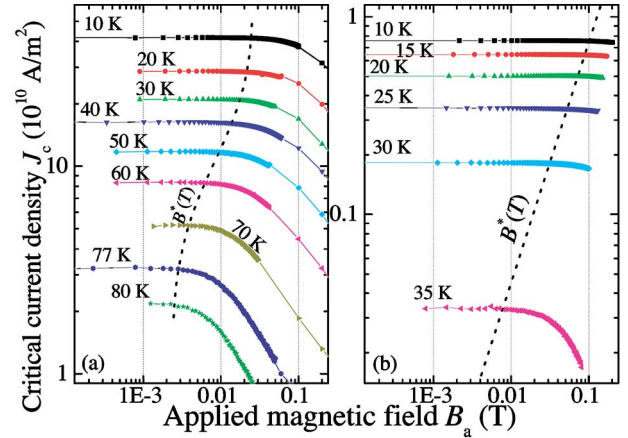 Critical current density Jc (10^10 A/m^2)
10
1
10 K
20 K
30 K
40 K
50 K
60 K
70 K
77 K
80 K
B*(T)
(a)
1E-3
0.01
0.1
1
0.1
10 K
15 K
20 K
25 K
30 K
35 K
B*(T)
(b)
1E-3
0.01
0.1
Applied magnetic field Ba (T)